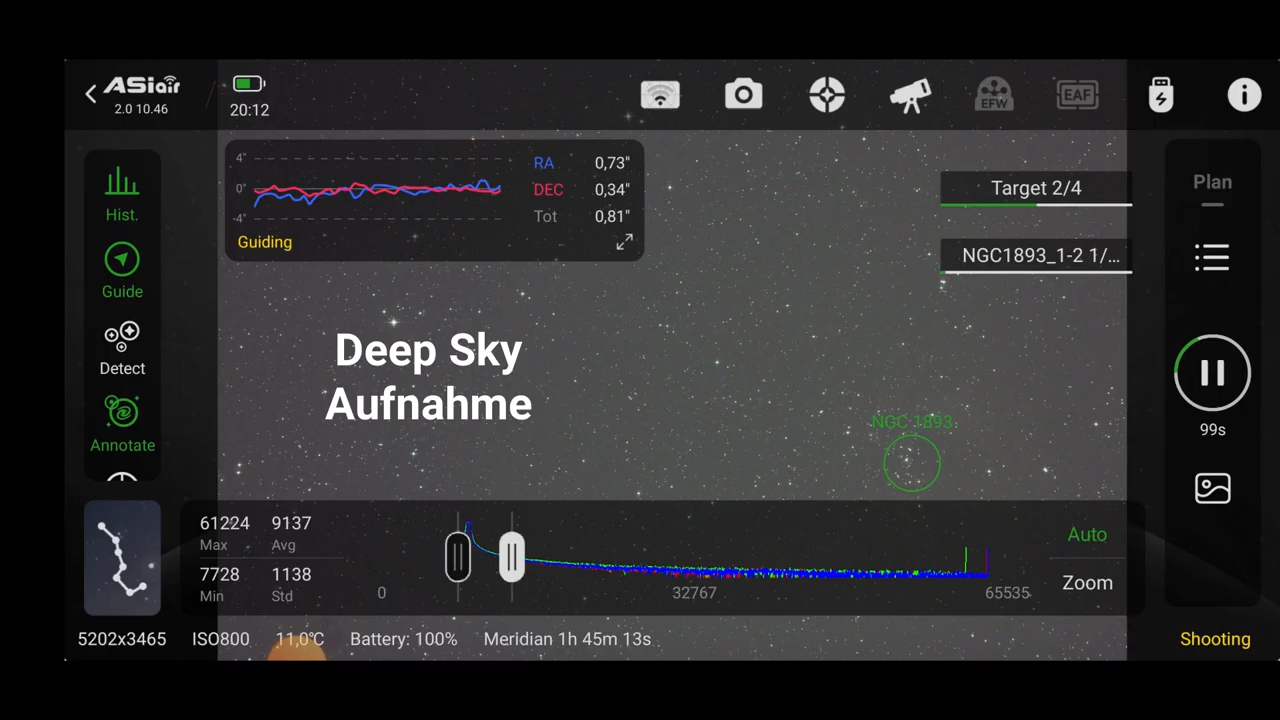 ASiair
2.0 10.46
20:12
EFW
EAF
4"
0"
-4"
RA 0,73"
DEC 0,34"
Tot 0,81"
Guiding
Target 2/4
NGC1893_1-2 1/...
Plan
Hist.
Guide
Detect
Annotate
Deep Sky
Aufnahme
NGC 1893
99s
61224 9137
Max Avg
7728 1138
Min Std
0 32767 65535
Auto
Zoom
5202x3465 ISO800 11,0℃ Battery: 100% Meridian 1h 45m 13s
Shooting